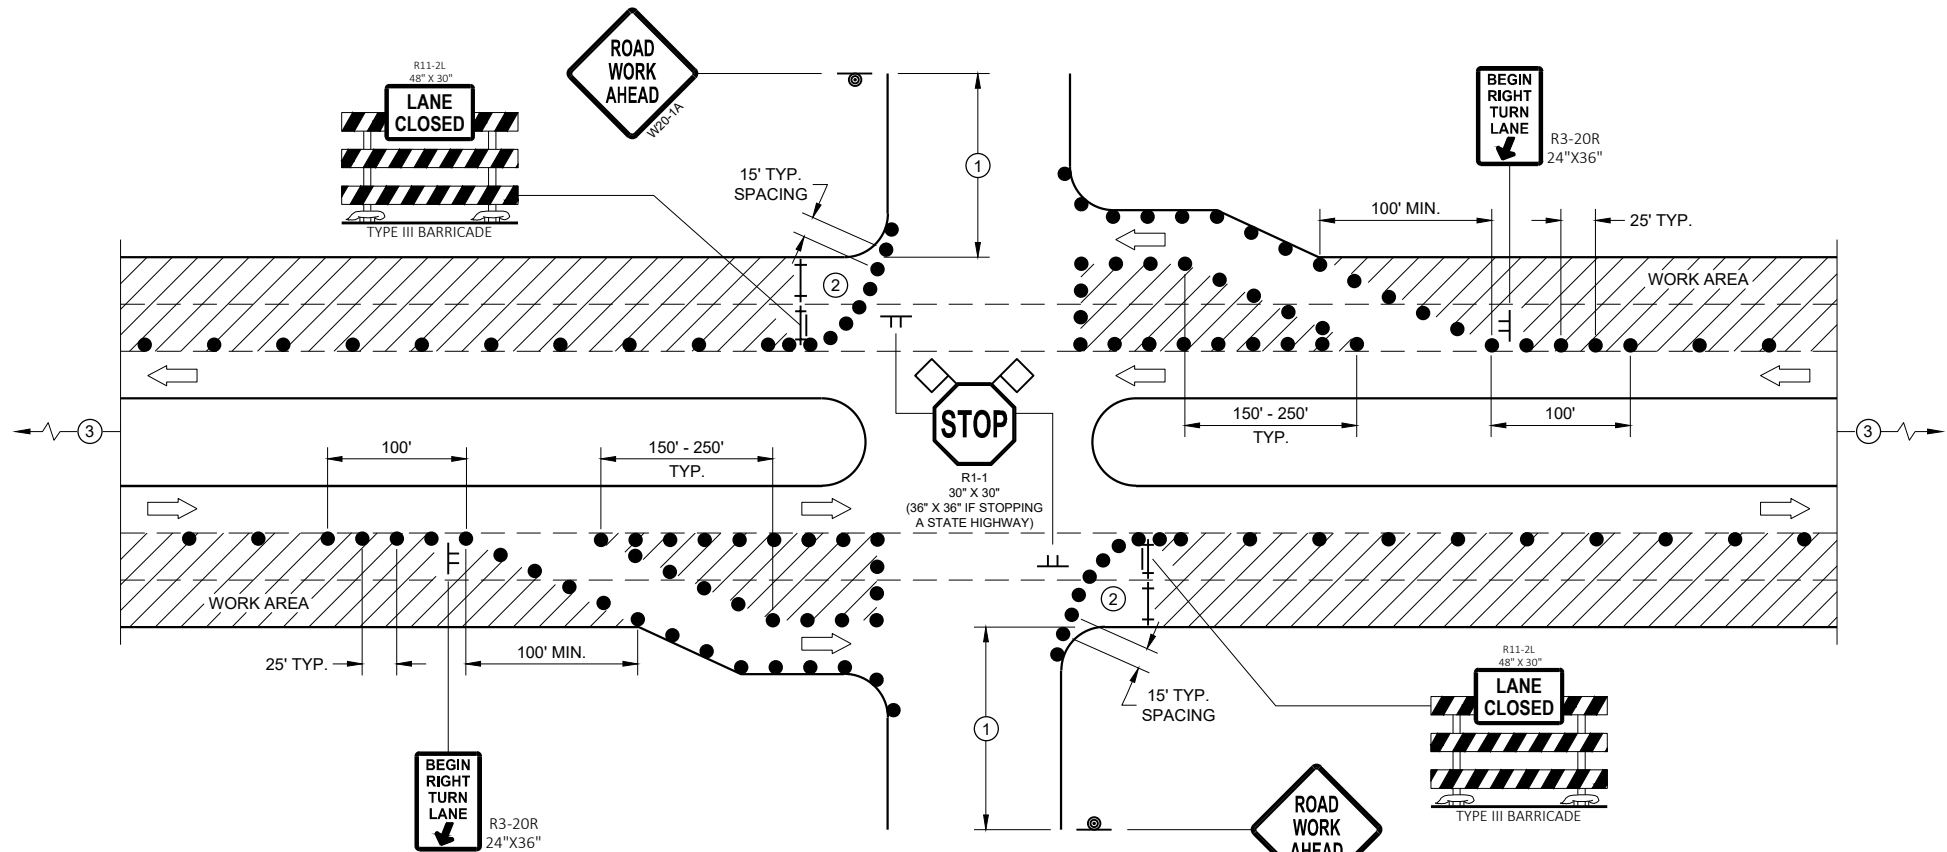 ROAD
WORK
AHEAD
W20-1A
R11-2L
48" X 30"
LANE
CLOSED
TYPE III BARRICADE
15' TYP.
SPACING
1
BEGIN
RIGHT
TURN
LANE
R3-20R
24"X36"
100' MIN.
25' TYP.
2
WORK AREA
3
100'
150' - 250'
TYP.
STOP
R1-1
30" X 30"
(36" X 36" IF STOPPING
A STATE HIGHWAY)
150' - 250'
TYP.
100'
3
WORK AREA
2
25' TYP.
100' MIN.
15' TYP.
SPACING
1
R11-2L
48" X 30"
LANE
CLOSED
TYPE III BARRICADE
BEGIN
RIGHT
TURN
LANE
R3-20R
24"X36"
ROAD
WORK
AHEAD